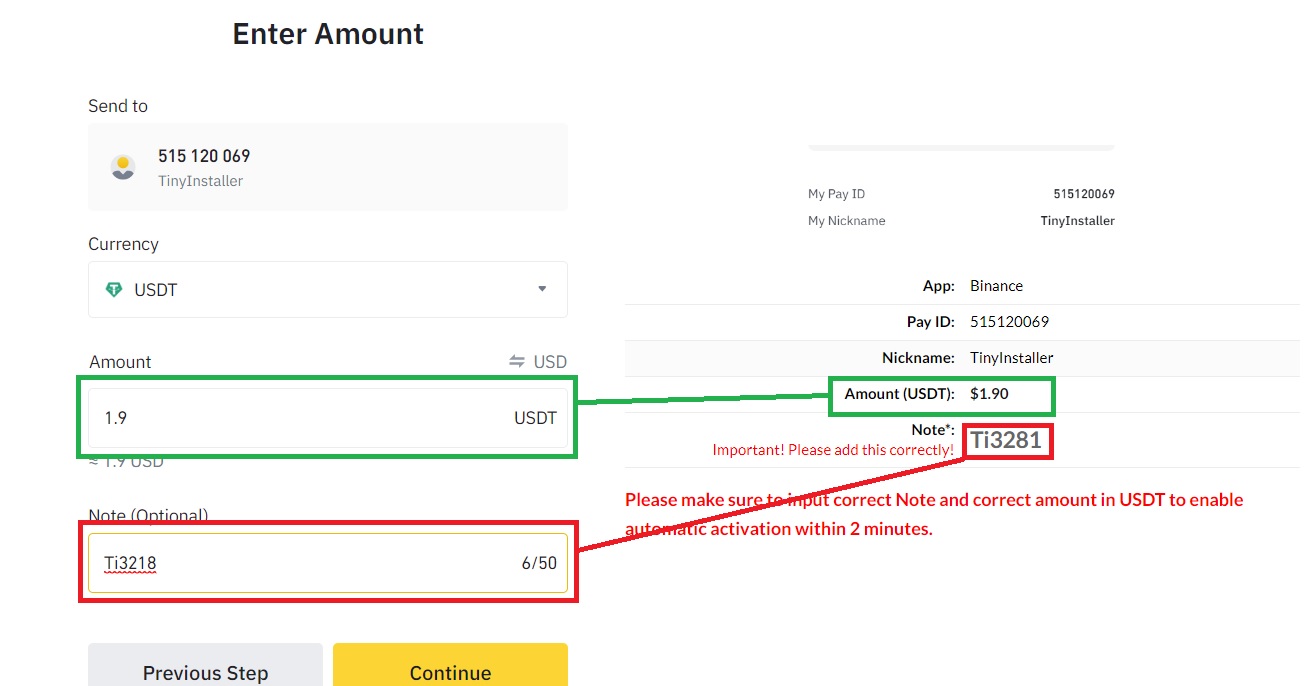 Enter Amount
Send to
515 120 069
TinyInstaller
Currency
USDT
Amount
USD
1.9
USDT
≈ 1.9 USD
Note (Optional)
Ti3218
6/50
Previous Step
Continue
My Pay ID
515120069
My Nickname
TinyInstaller
App:
Binance
Pay ID:
515120069
Nickname:
TinyInstaller
Amount (USDT):
$1.90
Note*:
Important! Please add this correctly!
Ti3281
Please make sure to input correct Note and correct amount in USDT to enable
automatic activation within 2 minutes.